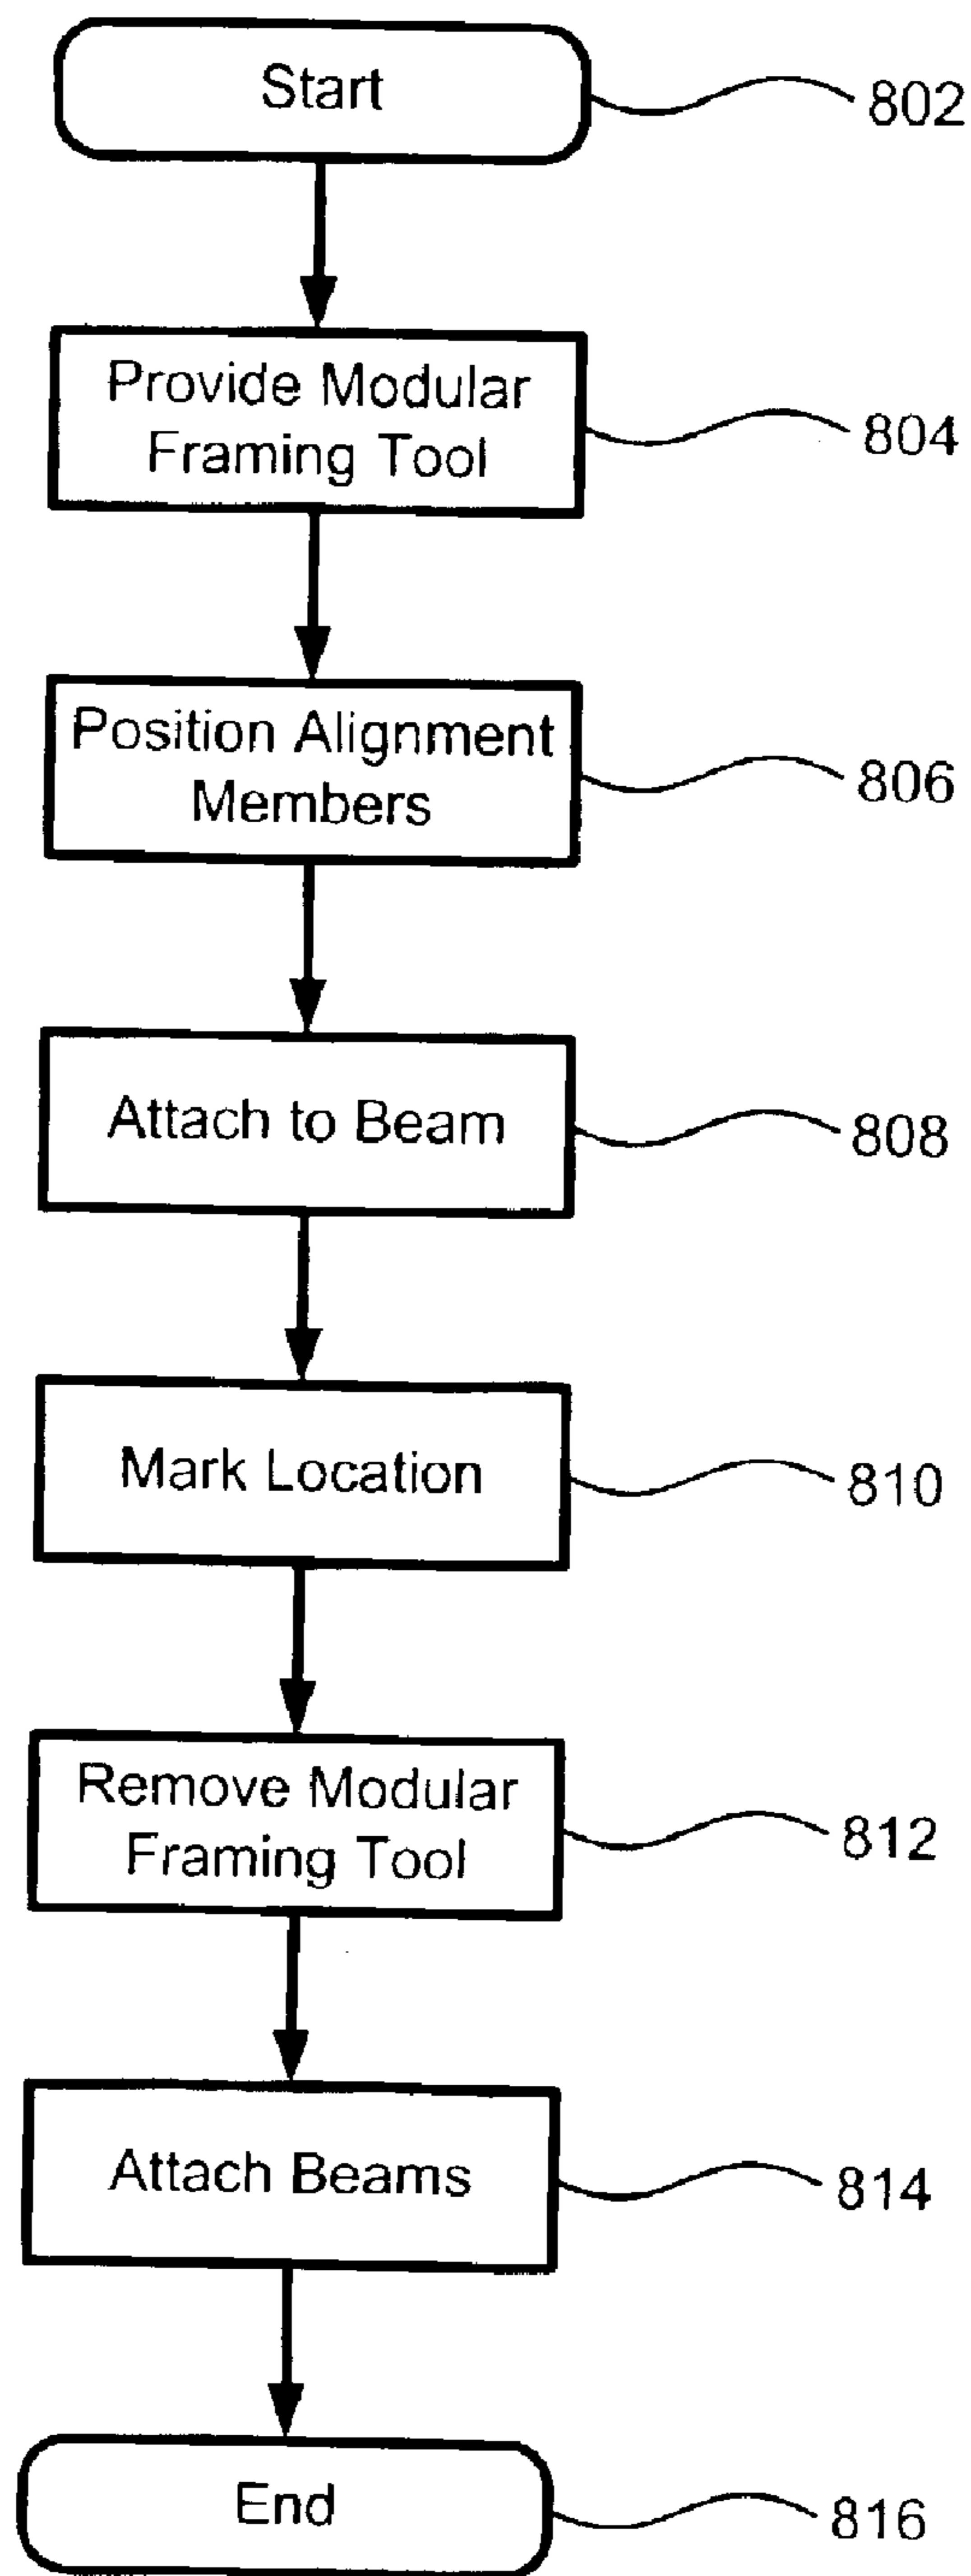 Start
802
Provide Modular
Framing Tool
804
Position Alignment
Members
806
Attach to Beam
808
Mark Location
810
Remove Modular
Framing Tool
812
Attach Beams
814
End
816